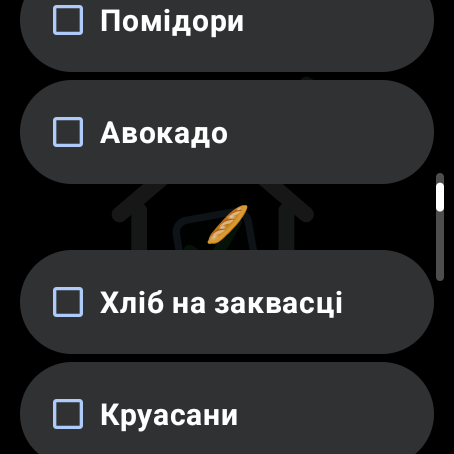 Помідори
Авокадо
Хліб на заквасці
Круасани